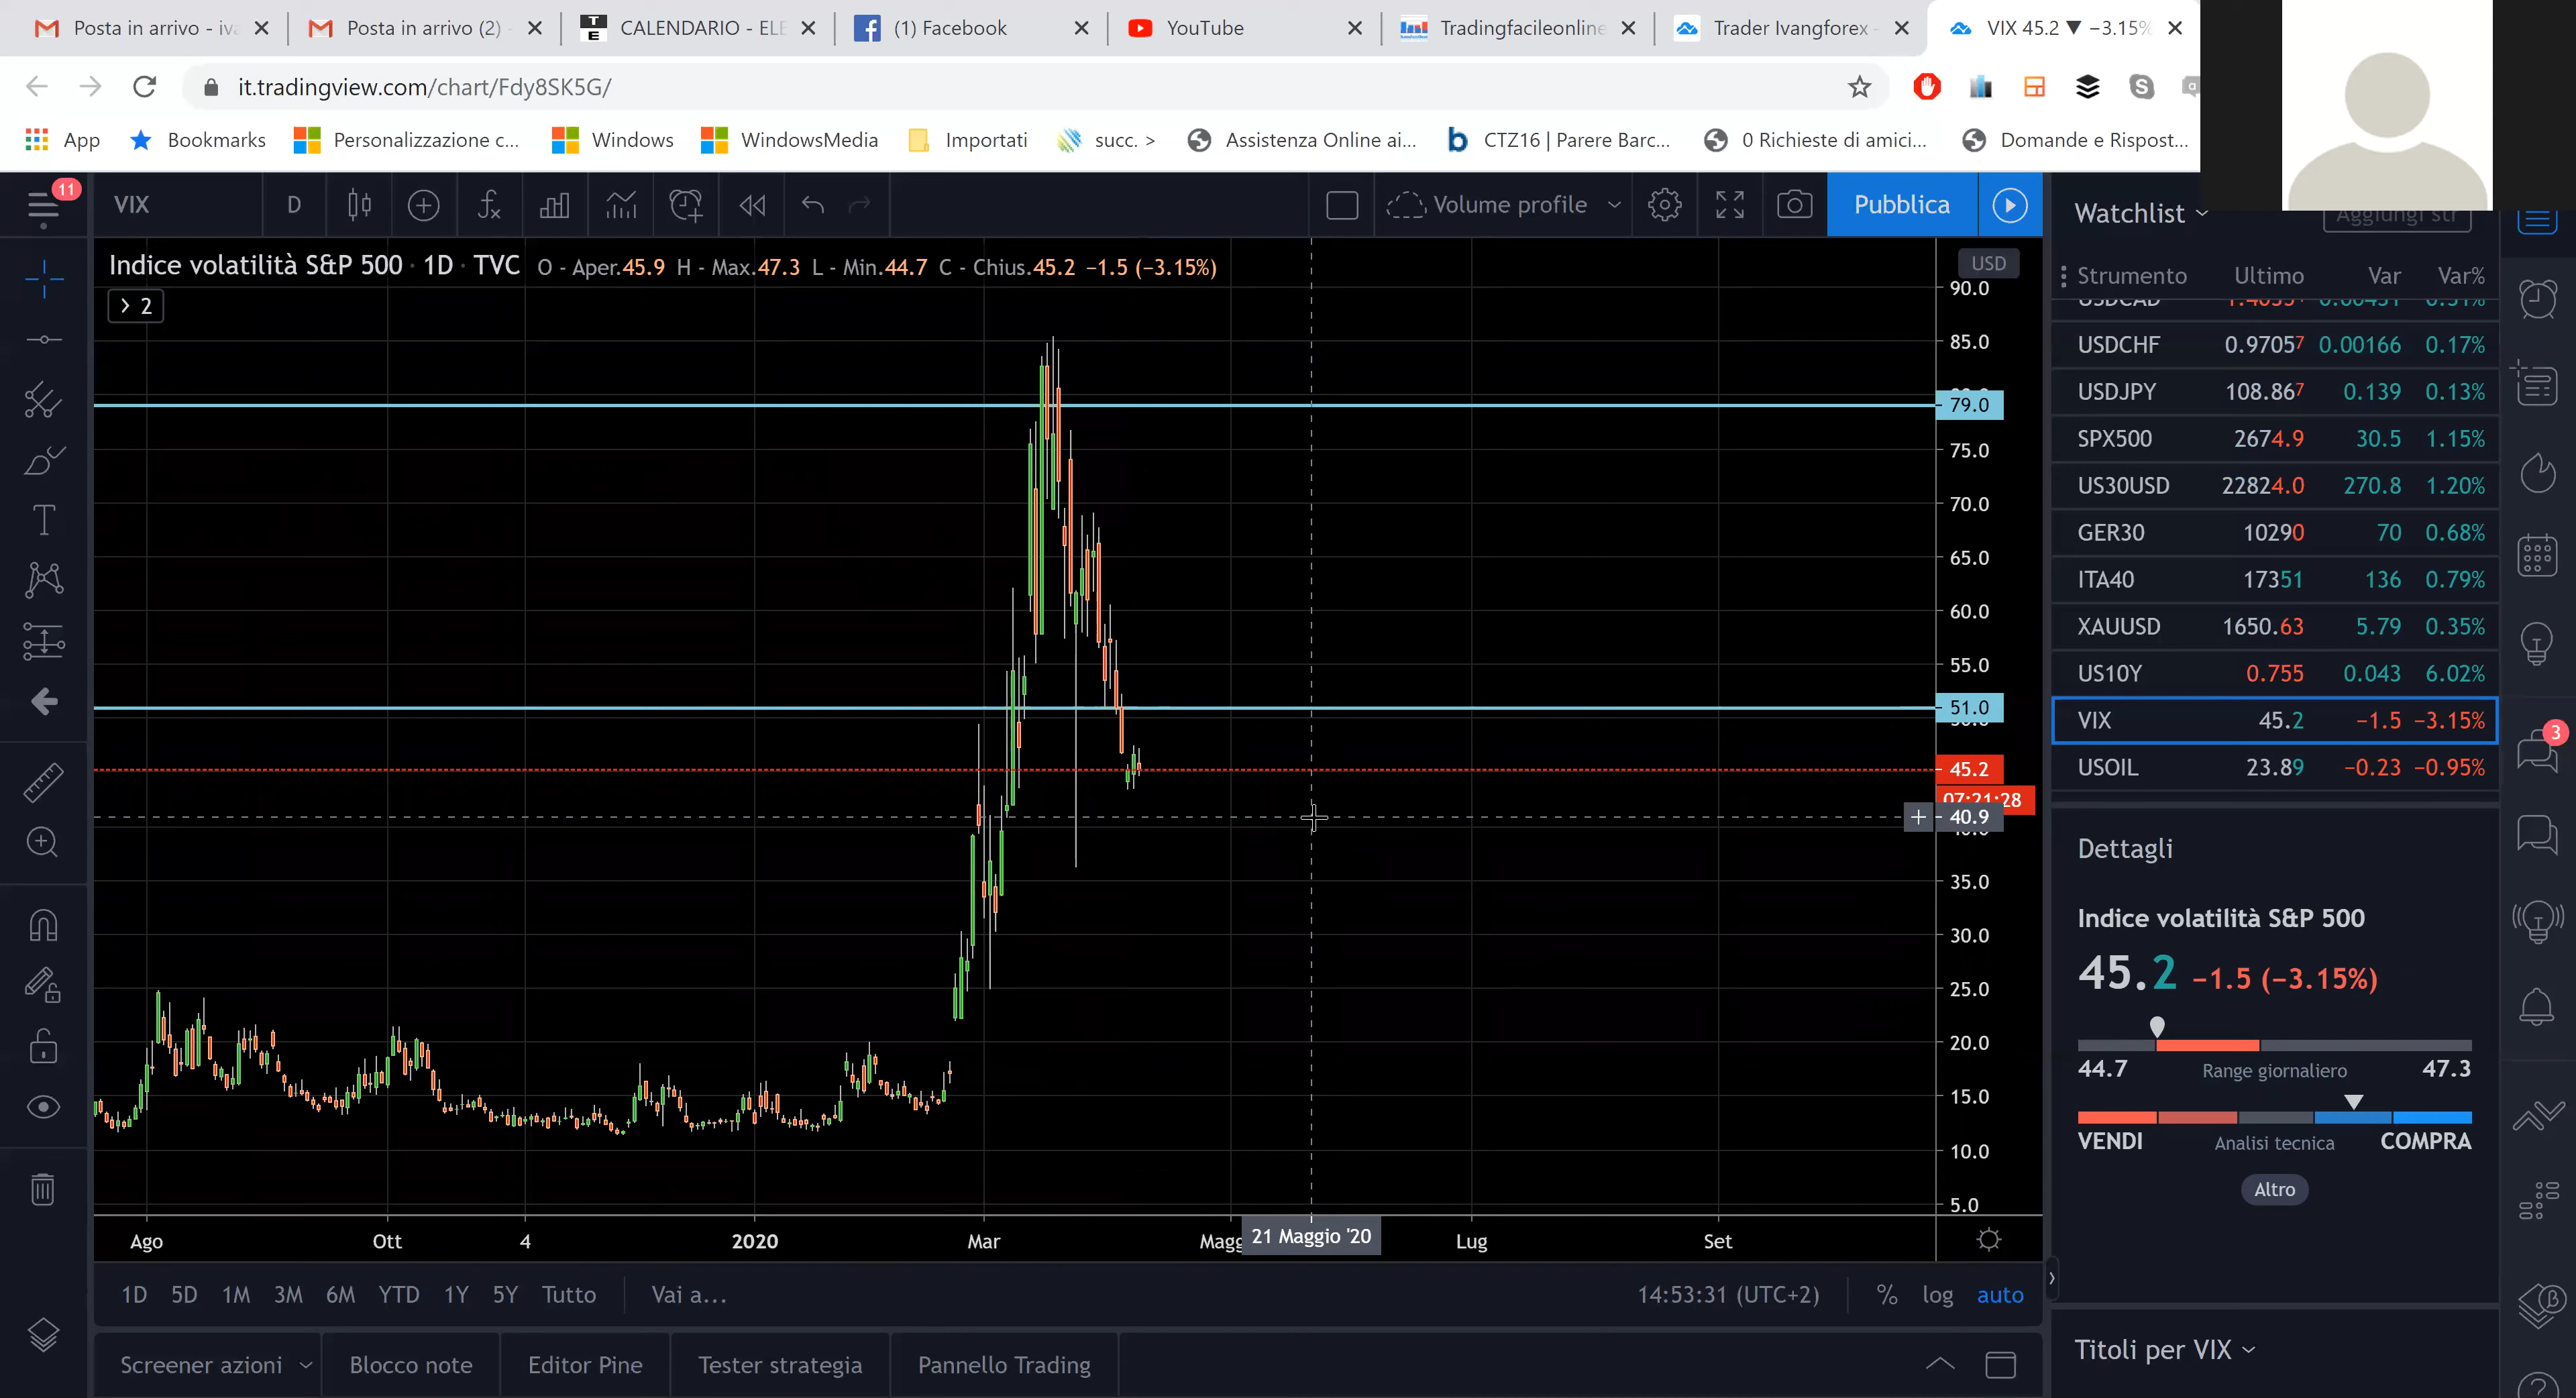 Posta in arrivo - iva
Posta in arrivo (2) -
CALENDARIO - ELE
(1) Facebook
YouTube
Tradingfacileonline
Trader Ivangforex -
VIX 45.2 ▼ −3.15%
it.tradingview.com/chart/Fdy8SK5G/
App
Bookmarks
Personalizzazione c...
Windows
WindowsMedia
Importati
succ. >
Assistenza Online ai...
CTZ16 | Parere Barc...
0 Richieste di amici...
Domande e Rispost...
11
VIX
D
Volume profile
Pubblica
Watchlist
Aggiungi str
Indice volatilità S&P 500 · 1D · TVC O - Aper.45.9 H - Max.47.3 L - Min.44.7 C - Chius.45.2 −1.5 (−3.15%)
> 2
USD
90.0
85.0
79.0
75.0
70.0
65.0
60.0
55.0
51.0
45.2
07:21:28
+ 40.9
35.0
30.0
25.0
20.0
15.0
10.0
5.0
Ago
Ott
4
2020
Mar
Magg
21 Maggio '20
Lug
Set
1D 5D 1M 3M 6M YTD 1Y 5Y Tutto
Vai a...
14:53:31 (UTC+2)
% log auto
Screener azioni
Blocco note
Editor Pine
Tester strategia
Pannello Trading
Strumento Ultimo Var Var%
USDCHF 0.97057 0.00166 0.17%
USDJPY 108.867 0.139 0.13%
SPX500 2674.9 30.5 1.15%
US30USD 22824.0 270.8 1.20%
GER30 10290 70 0.68%
ITA40 17351 136 0.79%
XAUUSD 1650.63 5.79 0.35%
US10Y 0.755 0.043 6.02%
VIX 45.2 −1.5 −3.15%
USOIL 23.89 −0.23 −0.95%
3
Dettagli
Indice volatilità S&P 500
45.2 −1.5 (−3.15%)
44.7 Range giornaliero 47.3
VENDI Analisi tecnica COMPRA
Altro
Titoli per VIX